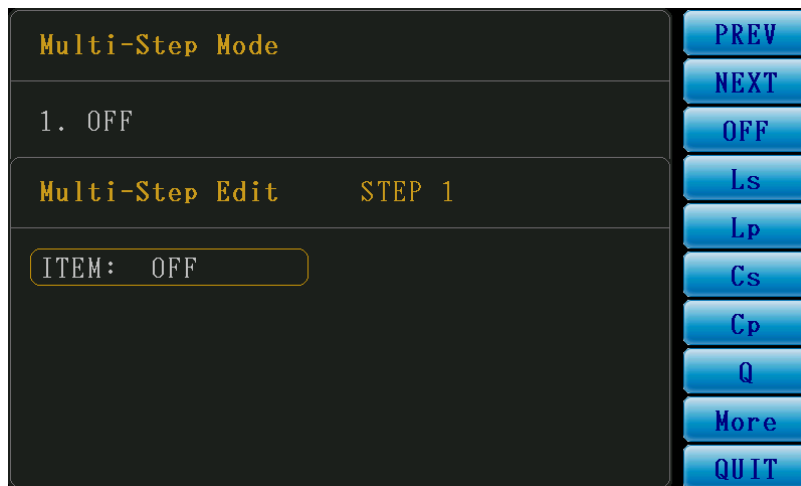 Multi-Step Mode
1. OFF
Multi-Step Edit STEP 1
ITEM: OFF
PREV
NEXT
OFF
Ls
Lp
Cs
Cp
Q
More
QUIT